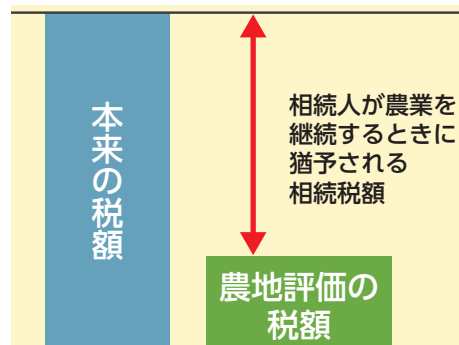 本来の税額
相続人が農業を
継続するときに
猶予される
相続税額
農地評価の
税額